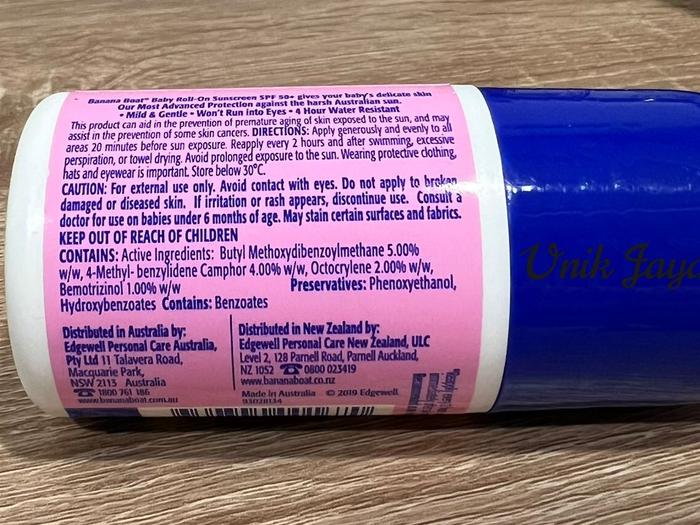 Banana Boat® Baby Roll-On Sunscreen SPF 50+ gives your baby's delicate skin
Our Most Advanced Protection against the harsh Australian sun.
• Mild & Gentle • Won't Run into Eyes • 4 Hour Water Resistant
This product can aid in the prevention of premature aging of skin exposed to the sun, and may
assist in the prevention of some skin cancers. DIRECTIONS: Apply generously and evenly to all
areas 20 minutes before sun exposure. Reapply every 2 hours and after swimming, excessive
perspiration, or towel drying. Avoid prolonged exposure to the sun. Wearing protective clothing,
hats and eyewear is important. Store below 30°C.
CAUTION: For external use only. Avoid contact with eyes. Do not apply to broken,
damaged or diseased skin. If irritation or rash appears, discontinue use. Consult a
doctor for use on babies under 6 months of age. May stain certain surfaces and fabrics.
KEEP OUT OF REACH OF CHILDREN
CONTAINS: Active Ingredients: Butyl Methoxydibenzoylmethane 5.00%
w/w, 4-Methyl- benzylidene Camphor 4.00% w/w, Octocrylene 2.00% w/w,
Bemotrizinol 1.00% w/w Preservatives: Phenoxyethanol,
Hydroxybenzoates Contains: Benzoates
Distributed in Australia by:
Edgewell Personal Care Australia,
Pty Ltd 11 Talavera Road,
Macquarie Park,
NSW 2113 Australia
☎ 1800 761 186
www.bananaboat.com.au
Distributed in New Zealand by:
Edgewell Personal Care New Zealand, ULC
Level 2, 128 Parnell Road, Parnell Auckland,
NZ 1052 ☎ 0800 023419
www.bananaboat.co.nz
Made in Australia © 2019 Edgewell
93028134
Unik Jaya